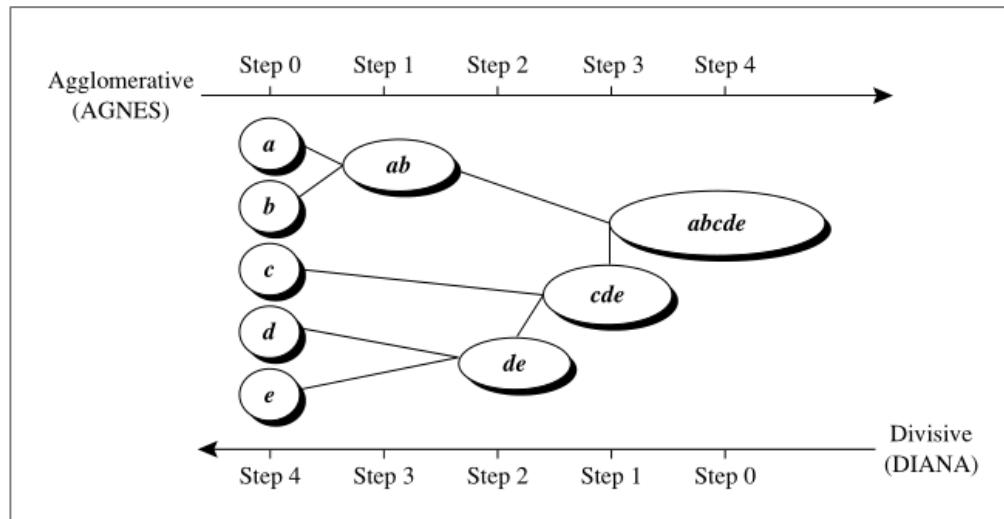 Step 0 Step 1 Step 2 Step 3 Step 4
Agglomerative
(AGNES)
a
ab
b
abcde
c
cde
d
de
e
Divisive
(DIANA)
Step 4 Step 3 Step 2 Step 1 Step 0